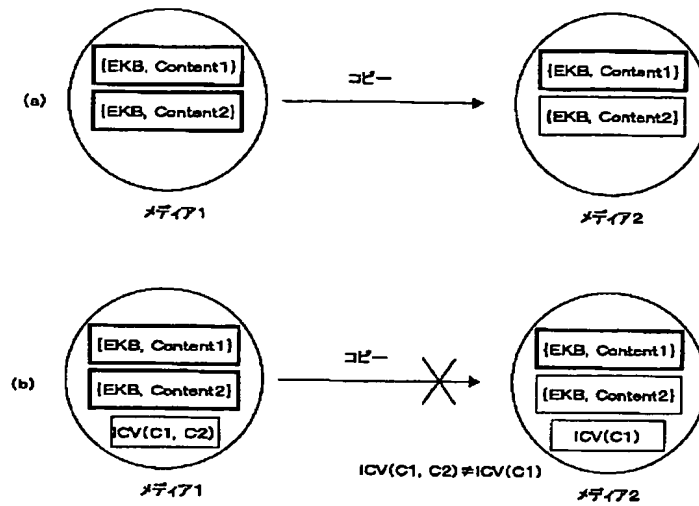 (a)
{EKB, Content1}
{EKB, Content2}
メディア1
コピー
{EKB, Content1}
{EKB, Content2}
メディア2
(b)
{EKB, Content1}
{EKB, Content2}
ICV(C1, C2)
メディア1
コピー
ICV(C1, C2)≠ICV(C1)
{EKB, Content1}
{EKB, Content2}
ICV(C1)
メディア2